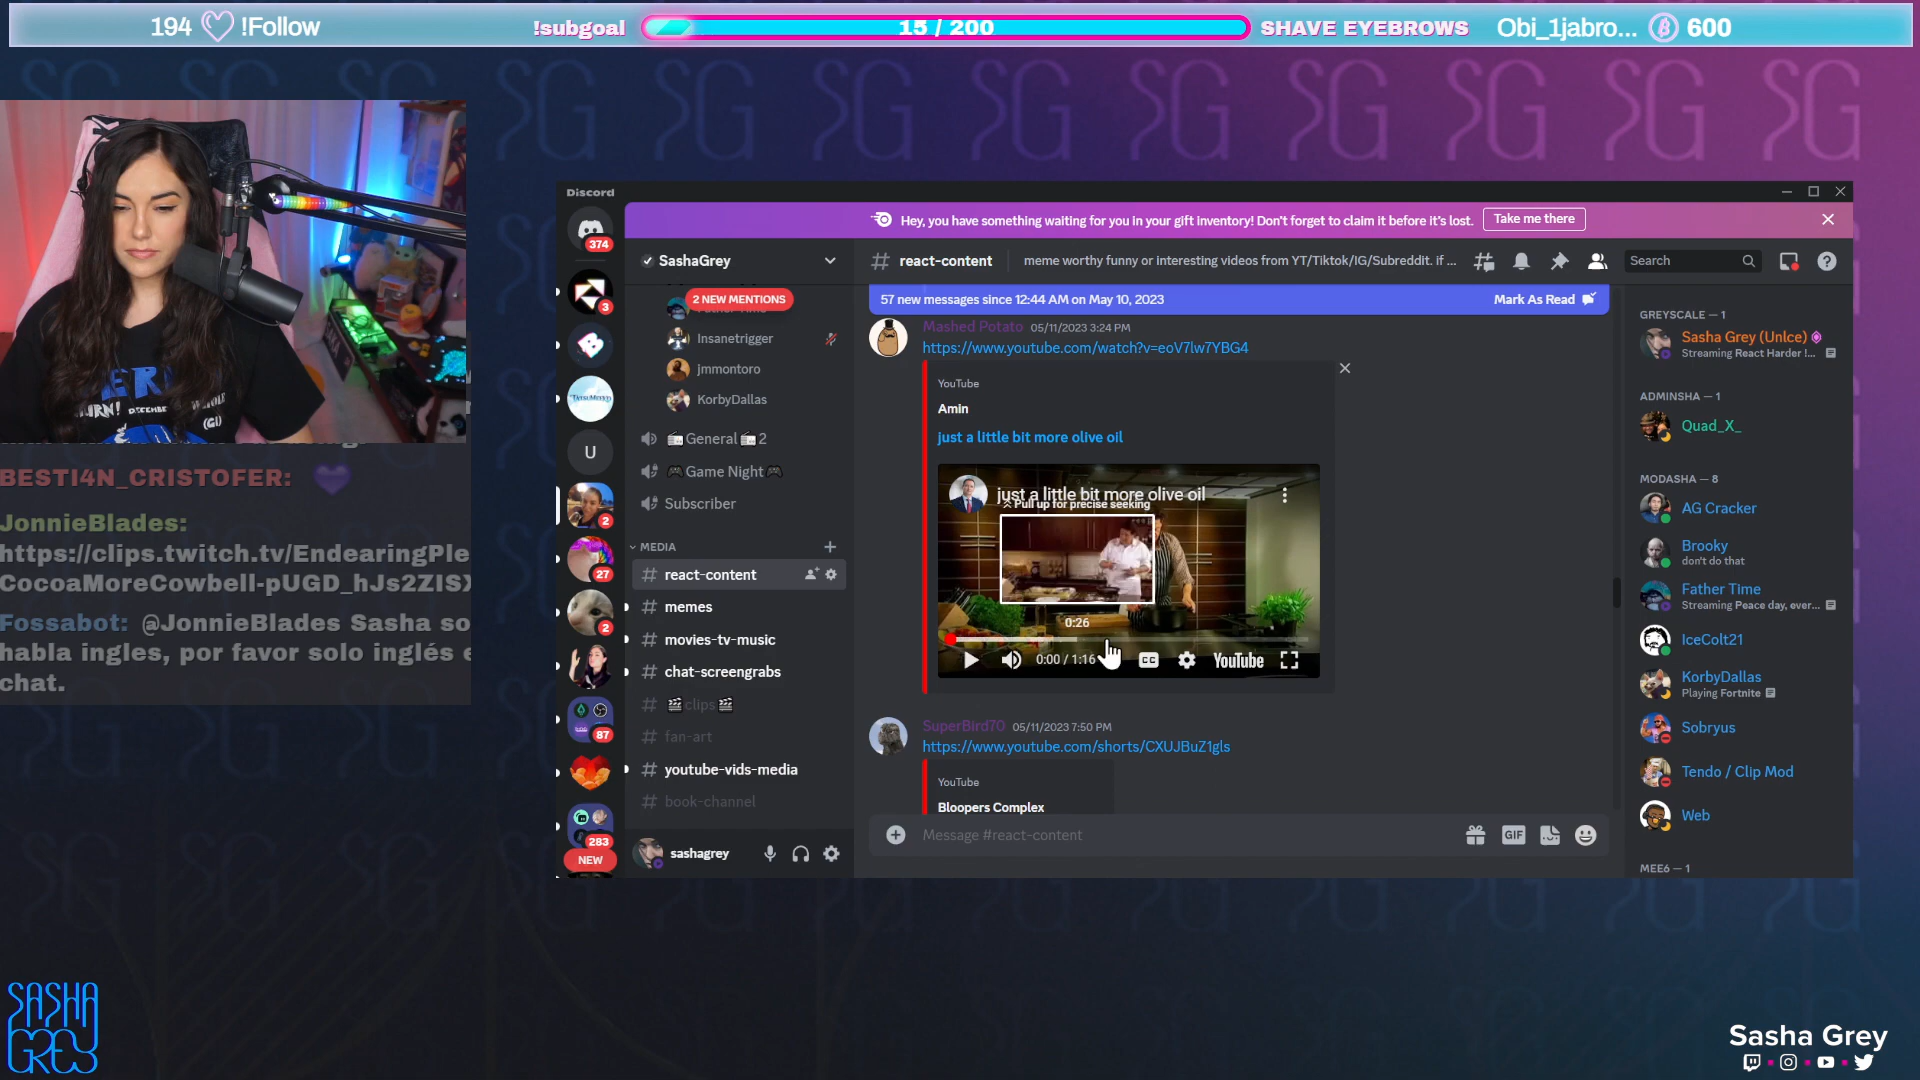 194 !Follow
!subgoal
15 / 200
SHAVE EYEBROWS
Obi_1jabro... 600
Discord
374
3
U
2
27
2
87
283
NEW
Hey, you have something waiting for you in your gift inventory! Don't forget to claim it before it's lost.
Take me there
SashaGrey
2 NEW MENTIONS
Insanetrigger
jmmontoro
KorbyDallas
General 2
Game Night
Subscriber
MEDIA
# react-content
# memes
# movies-tv-music
# chat-screengrabs
# clips
# fan-art
# youtube-vids-media
# book-channel
sashagrey
# react-content
meme worthy funny or interesting videos from YT/Tiktok/IG/Subreddit. if ...
Search
57 new messages since 12:44 AM on May 10, 2023
Mark As Read
Mashed Potato 05/11/2023 3:24 PM
https://www.youtube.com/watch?v=eoV7lw7YBG4
YouTube
Amin
just a little bit more olive oil
just a little bit more olive oil
Pull up for precise seeking
0:26
0:00 / 1:16
CC
YouTube
SuperBird70 05/11/2023 7:50 PM
https://www.youtube.com/shorts/CXUJBuZ1gls
YouTube
Bloopers Complex
Message #react-content
GIF
GREYSCALE — 1
Sasha Grey (Unlce)
Streaming React Harder !...
ADMINSHA — 1
Quad_X_
MODASHA — 8
AG Cracker
Brooky
don't do that
Father Time
Streaming Peace day, ever...
IceColt21
KorbyDallas
Playing Fortnite
Sobryus
Tendo / Clip Mod
Web
MEE6 — 1
BESTI4N_CRISTOFER:
JonnieBlades:
https://clips.twitch.tv/EndearingPle
CocoaMoreCowbell-pUGD_hJs2ZISX
Fossabot: @JonnieBlades Sasha so
habla ingles, por favor solo inglés e
chat.
SASHA
GREY
Sasha Grey